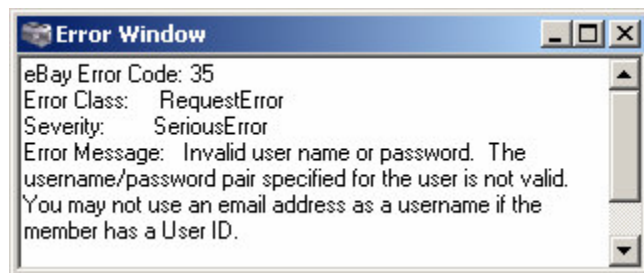 Error Window
eBay Error Code: 35
Error Class: RequestError
Severity: SeriousError
Error Message: Invalid user name or password. The
username/password pair specified for the user is not valid.
You may not use an email address as a username if the
member has a User ID.